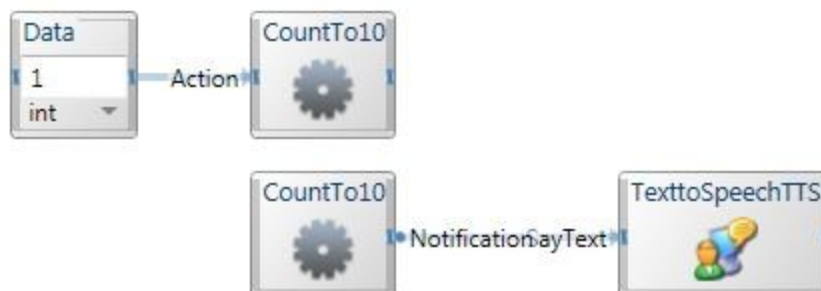 Data
CountTo10
1
Action
int
CountTo10
TexttoSpeechTTS
NotificationSayText